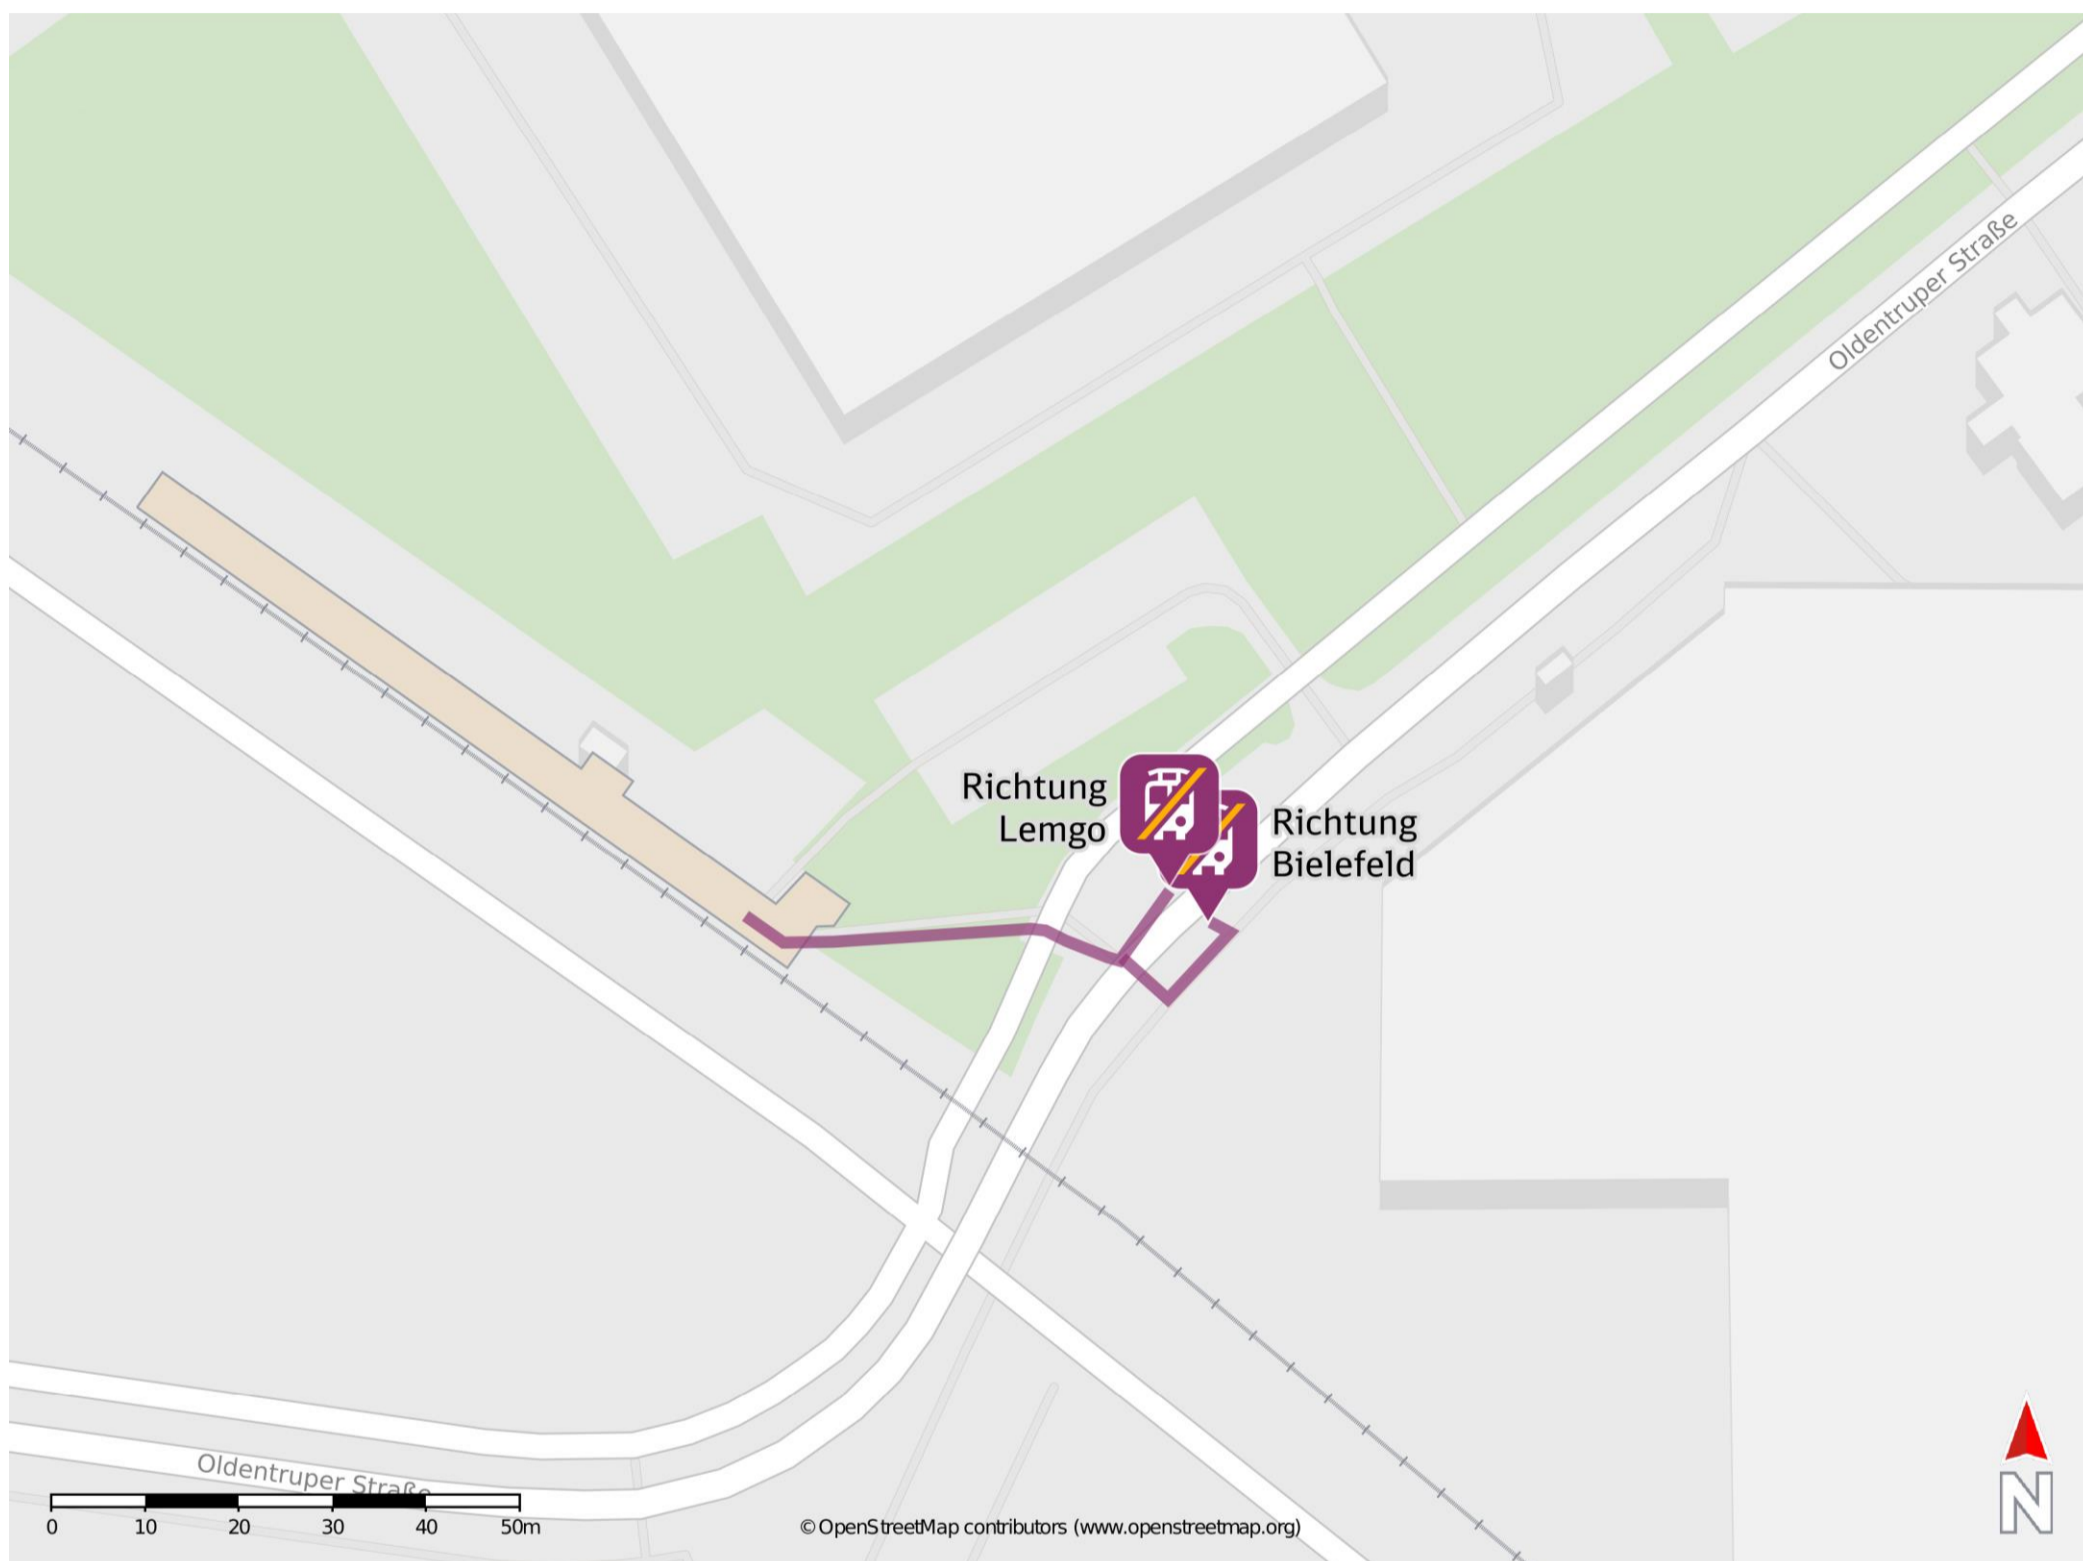 Oldentruper Straße
Richtung
Lemgo
Richtung
Bielefeld
Oldentruper Straße
0 10 20 30 40 50m
© OpenStreetMap contributors (www.openstreetmap.org)
N